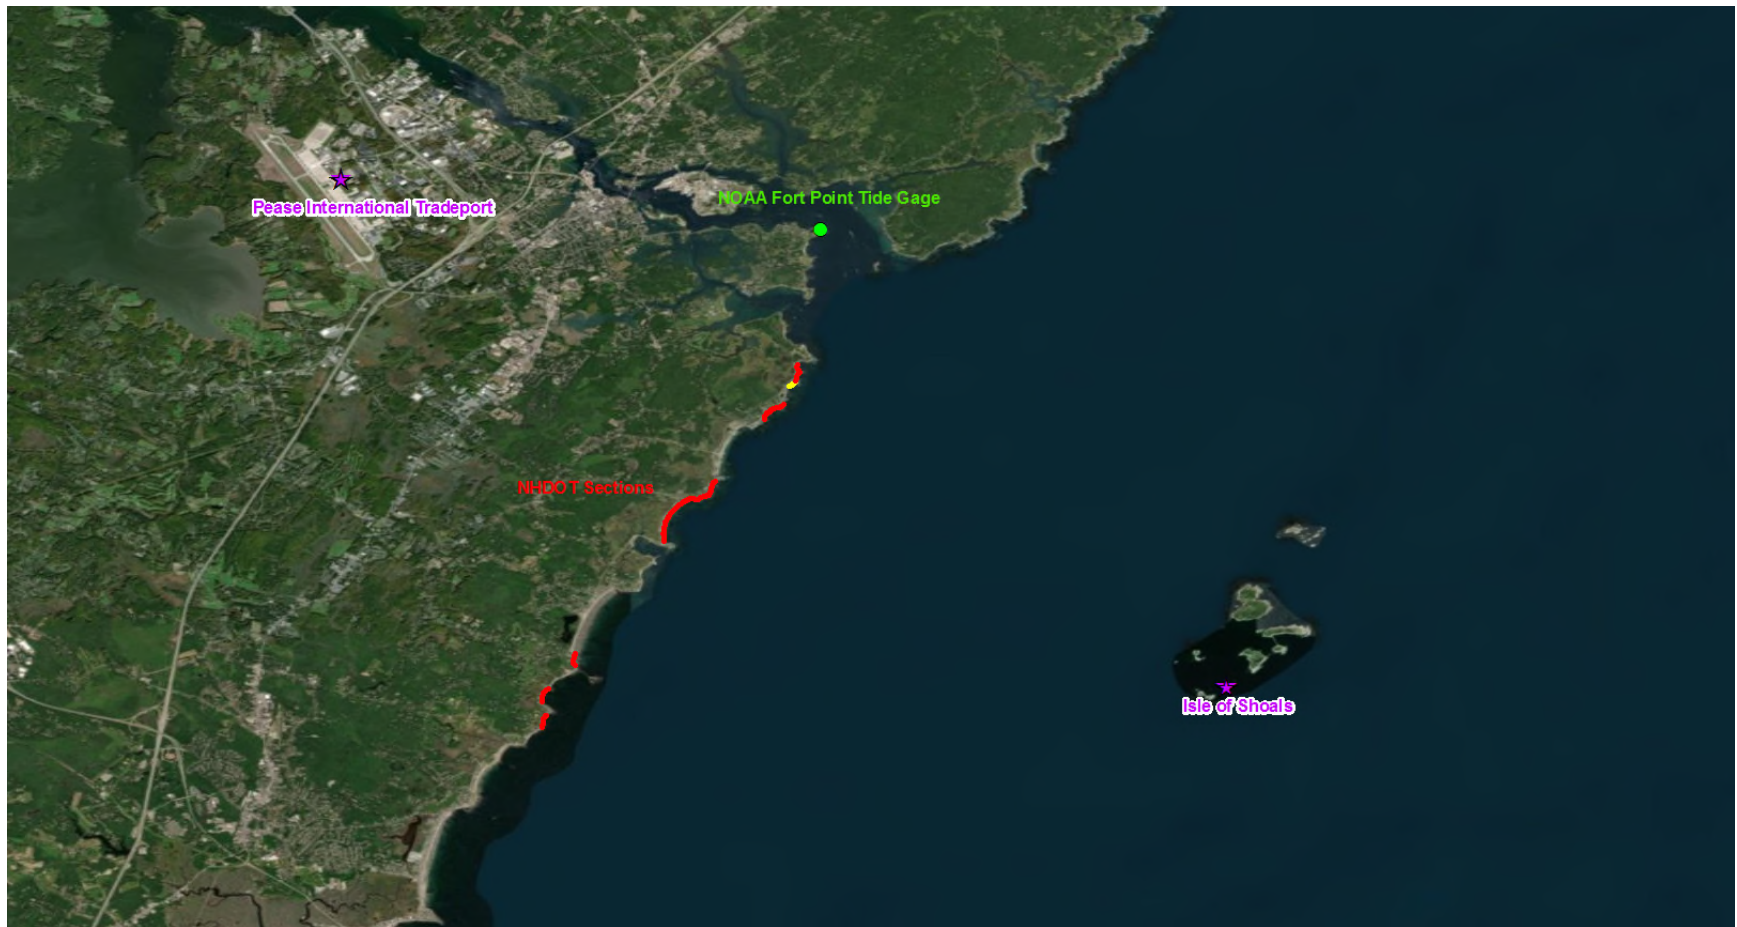 NOAA Fort Point Tide Gage
Pease International Tradeport
NHDOT Sections
Isle of Shoals